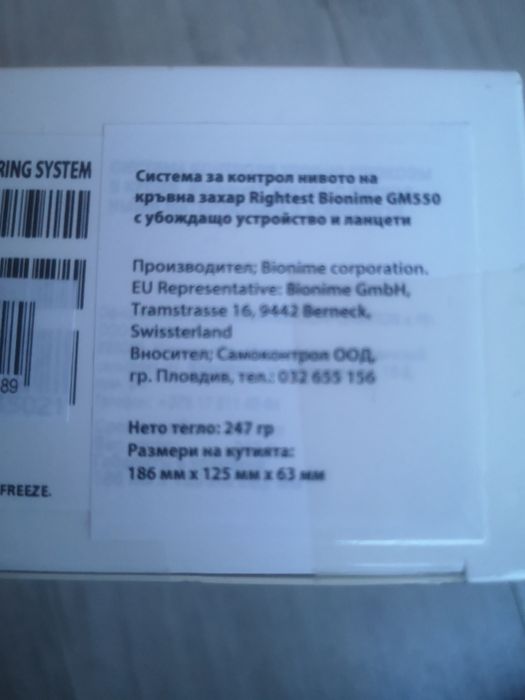 RING SYSTEM
Система за контрол нивото на
кръвна захар Rightest Bionime GM550
с убождащо устройство и ланцети
Производител; Bionime corporation.
EU Representative: Bionime GmbH,
Tramstrasse 16, 9442 Berneck,
Swissterland
Вносител; Самоконтрол ООД,
гр. Пловдив, тел.: 032 655 156
89
Нето тегло: 247 гр
Размери на кутията:
186 мм x 125 мм x 63 мм
FREEZE.